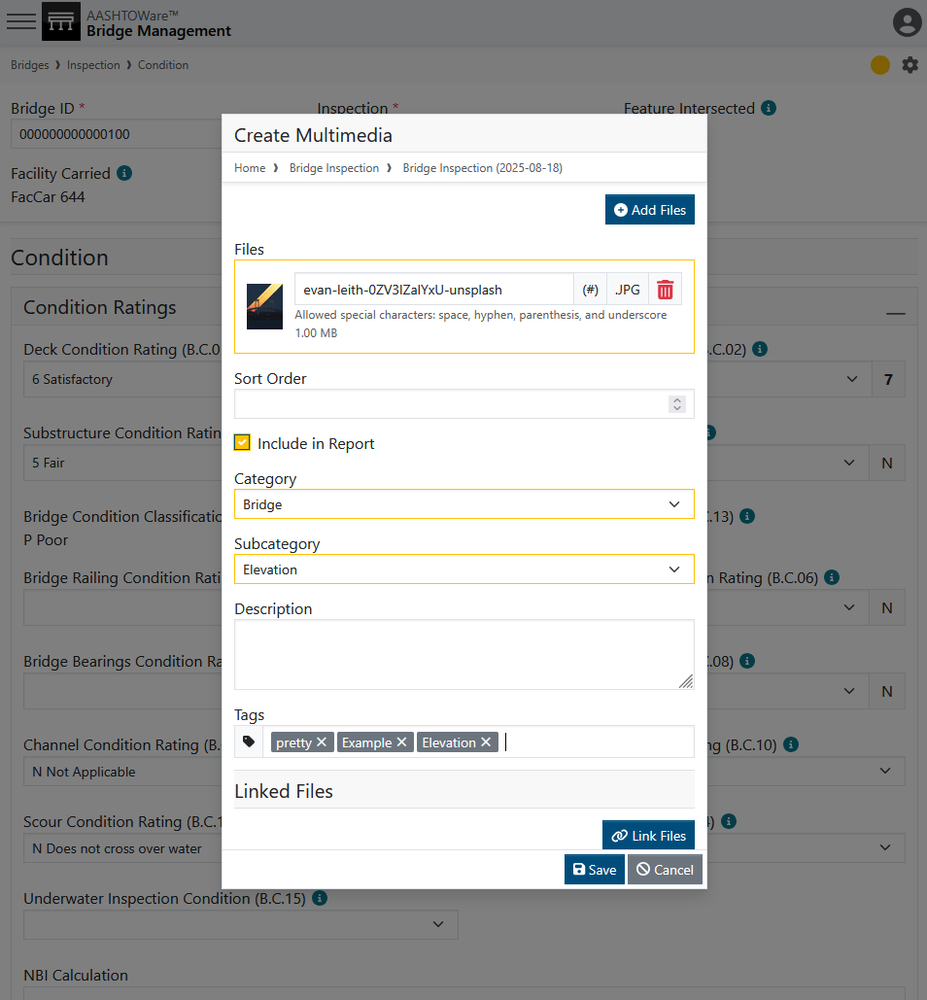 AASHTOWare™
Bridge Management
Bridges ❯ Inspection ❯ Condition
Bridge ID *
Inspection *
Feature Intersected
000000000000100
Facility Carried
FacCar 644
Condition
Condition Ratings
Deck Condition Rating (B.C.0
.C.02)
6 Satisfactory
7
Substructure Condition Ratin
5 Fair
N
Bridge Condition Classificatio
.13)
P Poor
Bridge Railing Condition Rati
n Rating (B.C.06)
N
Bridge Bearings Condition Ra
.08)
N
Channel Condition Rating (B.
ng (B.C.10)
N Not Applicable
Scour Condition Rating (B.C.1
N Does not cross over water
Underwater Inspection Condition (B.C.15)
NBI Calculation
Create Multimedia
Home ❯ Bridge Inspection ❯ Bridge Inspection (2025-08-18)
Add Files
Files
evan-leith-0ZV3IZalYxU-unsplash
(#)
.JPG
Allowed special characters: space, hyphen, parenthesis, and underscore
1.00 MB
Sort Order
Include in Report
Category
Bridge
Subcategory
Elevation
Description
Tags
pretty ✕ Example ✕ Elevation ✕
Linked Files
Link Files
Save
Cancel